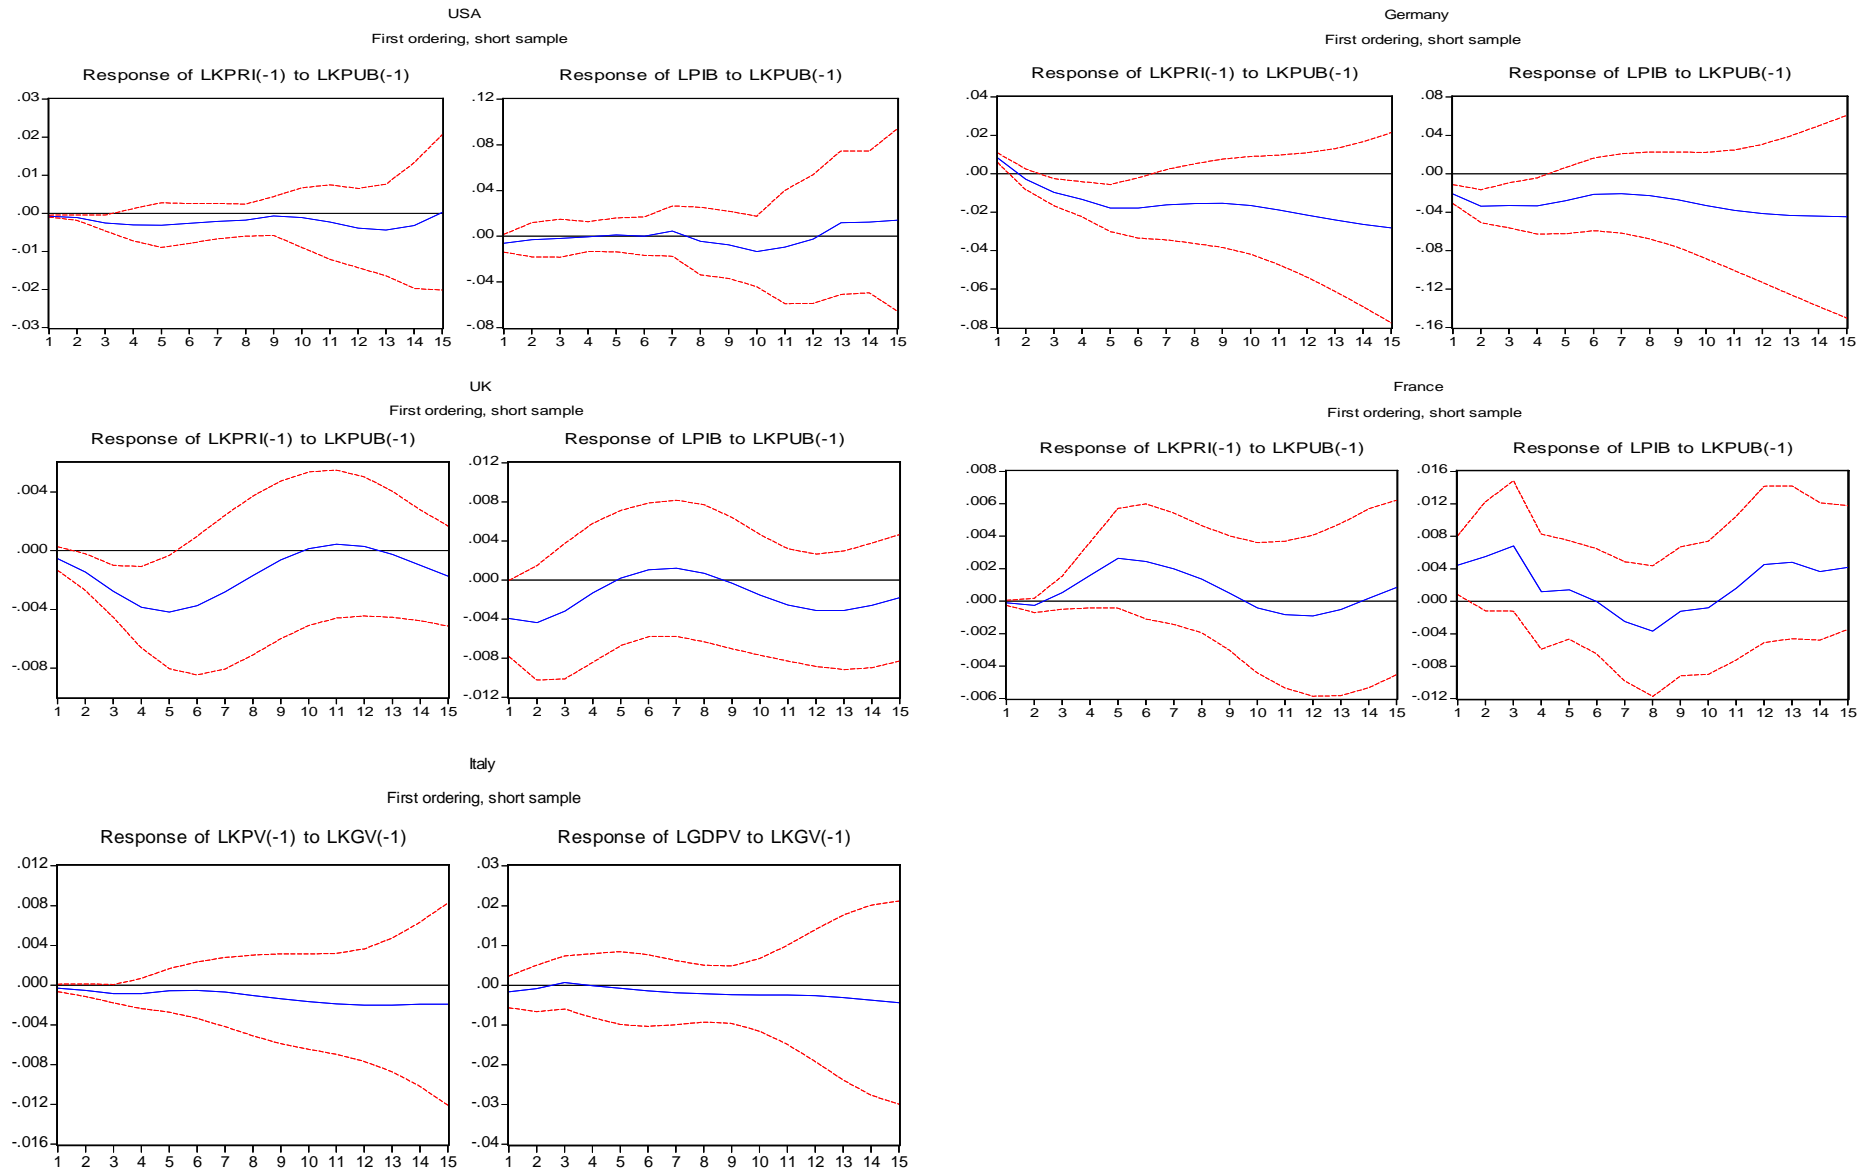 USA
First ordering, short sample
Response of LKPRI(-1) to LKPUB(-1)
.03
.02
.01
.00
-.01
-.02
-.03
1 2 3 4 5 6 7 8 9 10 11 12 13 14 15
Response of LPIB to LKPUB(-1)
.12
.08
.04
.00
-.04
-.08
1 2 3 4 5 6 7 8 9 10 11 12 13 14 15
Germany
First ordering, short sample
Response of LKPRI(-1) to LKPUB(-1)
.04
.02
.00
-.02
-.04
-.06
-.08
1 2 3 4 5 6 7 8 9 10 11 12 13 14 15
Response of LPIB to LKPUB(-1)
.08
.04
.00
-.04
-.08
-.12
-.16
1 2 3 4 5 6 7 8 9 10 11 12 13 14 15
UK
First ordering, short sample
Response of LKPRI(-1) to LKPUB(-1)
.004
.000
-.004
-.008
1 2 3 4 5 6 7 8 9 10 11 12 13 14 15
Response of LPIB to LKPUB(-1)
.012
.008
.004
.000
-.004
-.008
-.012
1 2 3 4 5 6 7 8 9 10 11 12 13 14 15
France
First ordering, short sample
Response of LKPRI(-1) to LKPUB(-1)
.008
.006
.004
.002
.000
-.002
-.004
-.006
1 2 3 4 5 6 7 8 9 10 11 12 13 14 15
Response of LPIB to LKPUB(-1)
.016
.012
.008
.004
.000
-.004
-.008
-.012
1 2 3 4 5 6 7 8 9 10 11 12 13 14 15
Italy
First ordering, short sample
Response of LKPV(-1) to LKGV(-1)
.012
.008
.004
.000
-.004
-.008
-.012
-.016
1 2 3 4 5 6 7 8 9 10 11 12 13 14 15
Response of LGDPV to LKGV(-1)
.03
.02
.01
.00
-.01
-.02
-.03
-.04
1 2 3 4 5 6 7 8 9 10 11 12 13 14 15